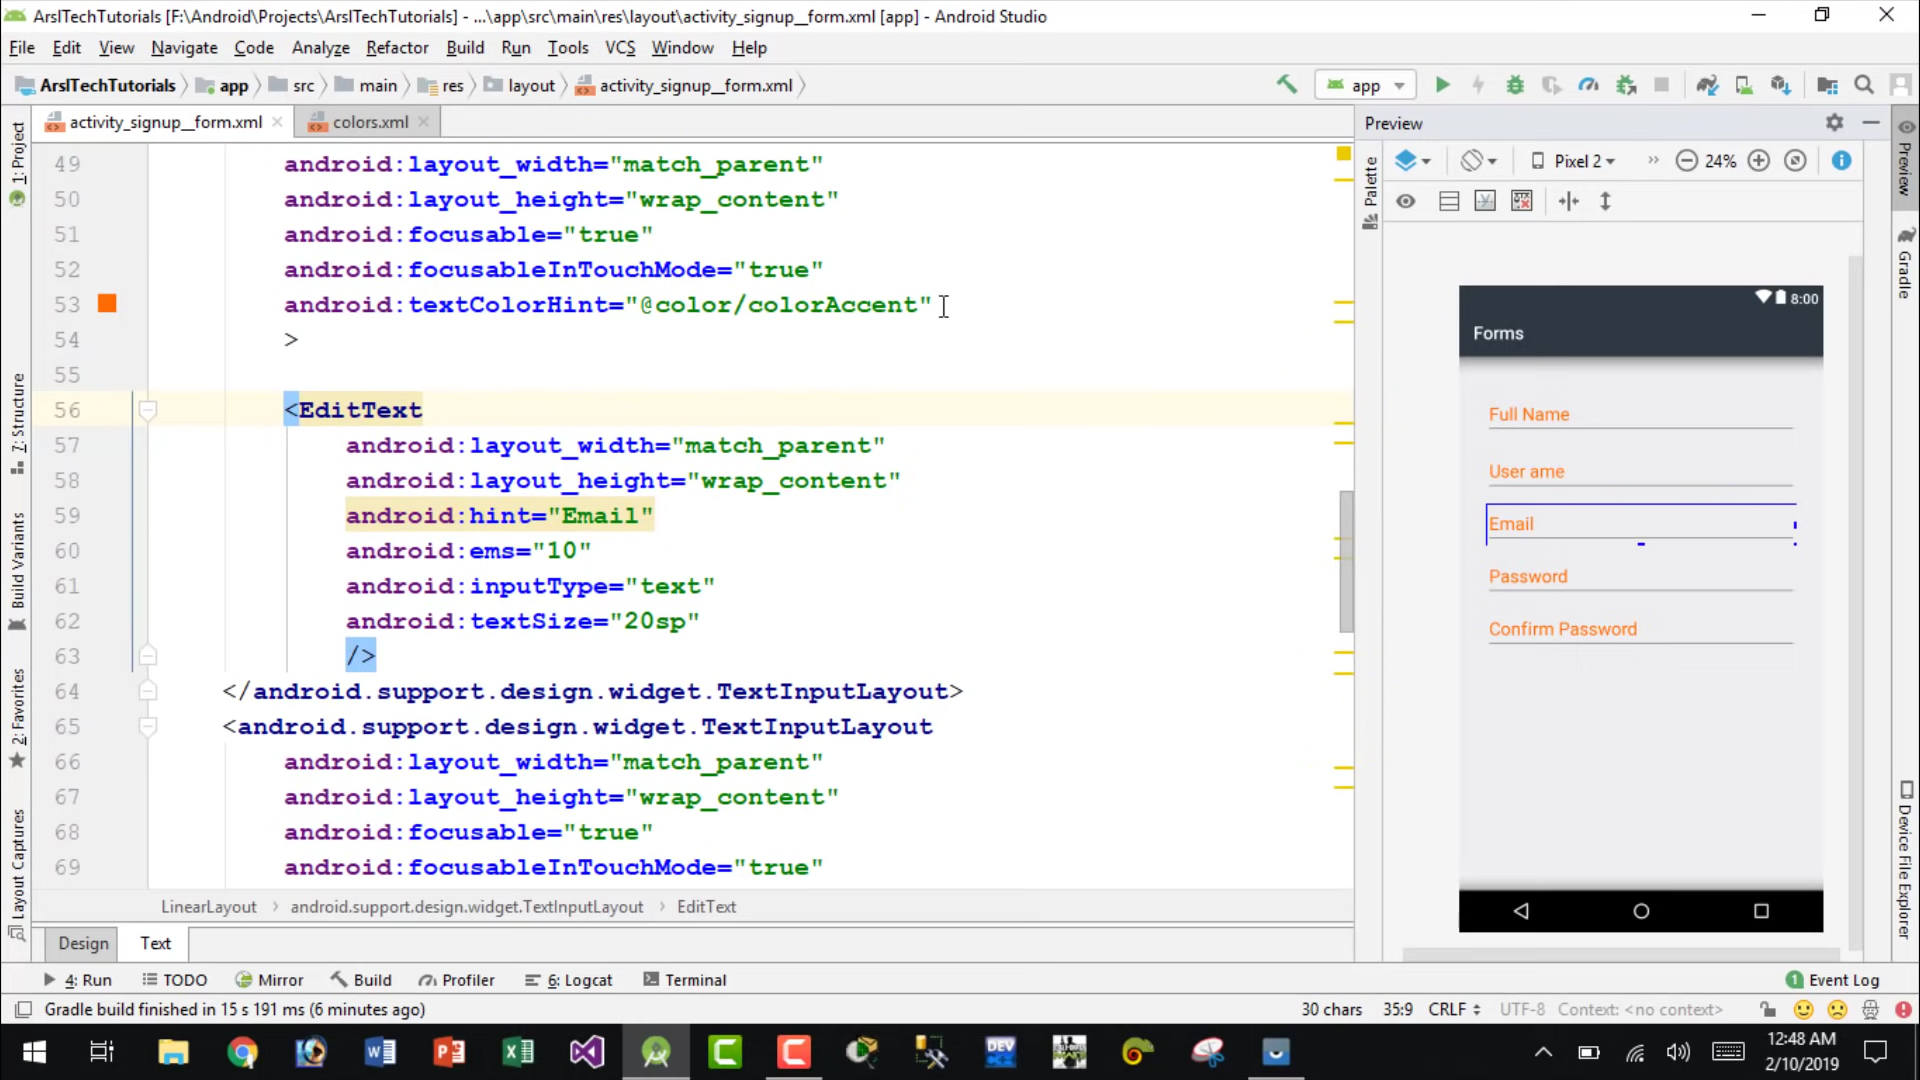 ArslTechTutorials [F:\Android\Projects\ArslTechTutorials] - ...\app\src\main\res\layout\activity_signup__form.xml [app] - Android Studio
File Edit View Navigate Code Analyze Refactor Build Run Tools VCS Window Help
ArslTechTutorials app src main res layout activity_signup__form.xml app
activity_signup__form.xml colors.xml Preview
1: Project
7: Structure
Build Variants
2: Favorites
Layout Captures
49 android:layout_width="match_parent"
50 android:layout_height="wrap_content"
51 android:focusable="true"
52 android:focusableInTouchMode="true"
53 android:textColorHint="@color/colorAccent"
54 >
55
56 <EditText
57 android:layout_width="match_parent"
58 android:layout_height="wrap_content"
59 android:hint="Email"
60 android:ems="10"
61 android:inputType="text"
62 android:textSize="20sp"
63 />
64 </android.support.design.widget.TextInputLayout>
65 <android.support.design.widget.TextInputLayout
66 android:layout_width="match_parent"
67 android:layout_height="wrap_content"
68 android:focusable="true"
69 android:focusableInTouchMode="true"
LinearLayout android.support.design.widget.TextInputLayout EditText
Design Text
Palette
Pixel 2 24%
8:00
Forms
Full Name
User ame
Email
Password
Confirm Password
Preview
Gradle
Device File Explorer
4: Run TODO Mirror Build Profiler 6: Logcat Terminal 1 Event Log
Gradle build finished in 15 s 191 ms (6 minutes ago) 30 chars 35:9 CRLF UTF-8 Context: <no context>
12:48 AM
2/10/2019